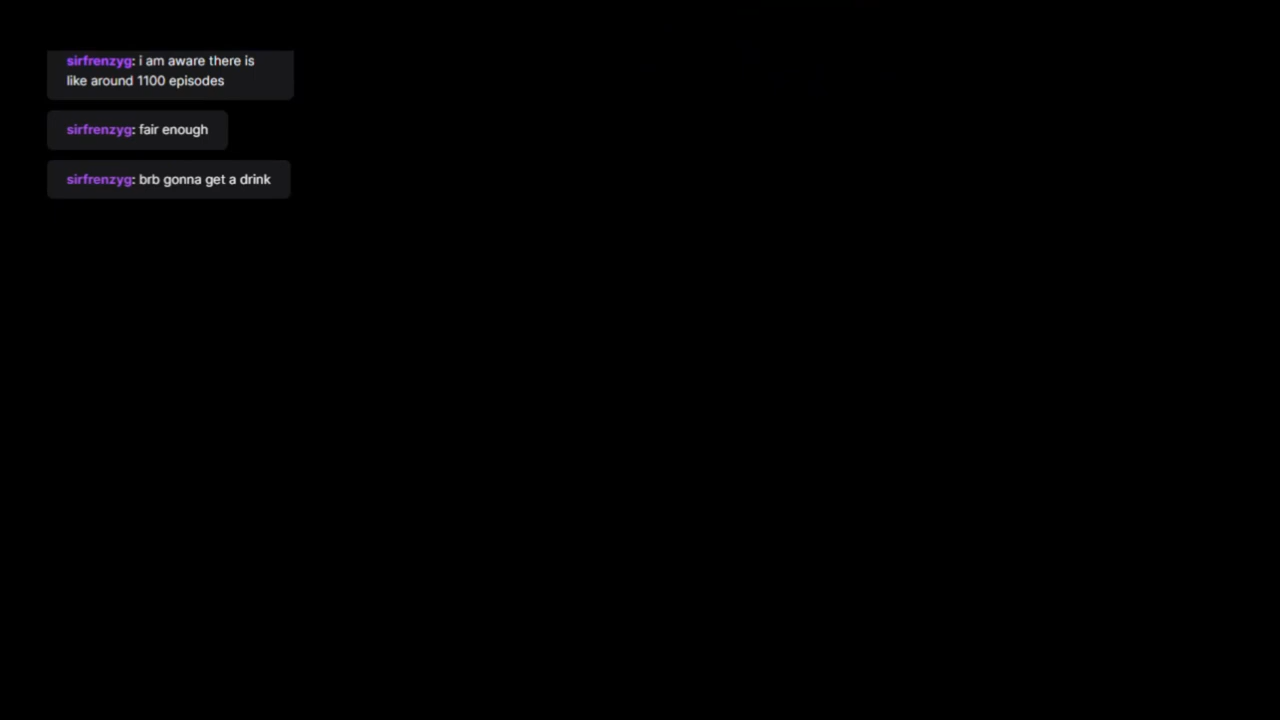 sirfrenzyg: i am aware there is
like around 1100 episodes
sirfrenzyg: fair enough
sirfrenzyg: brb gonna get a drink